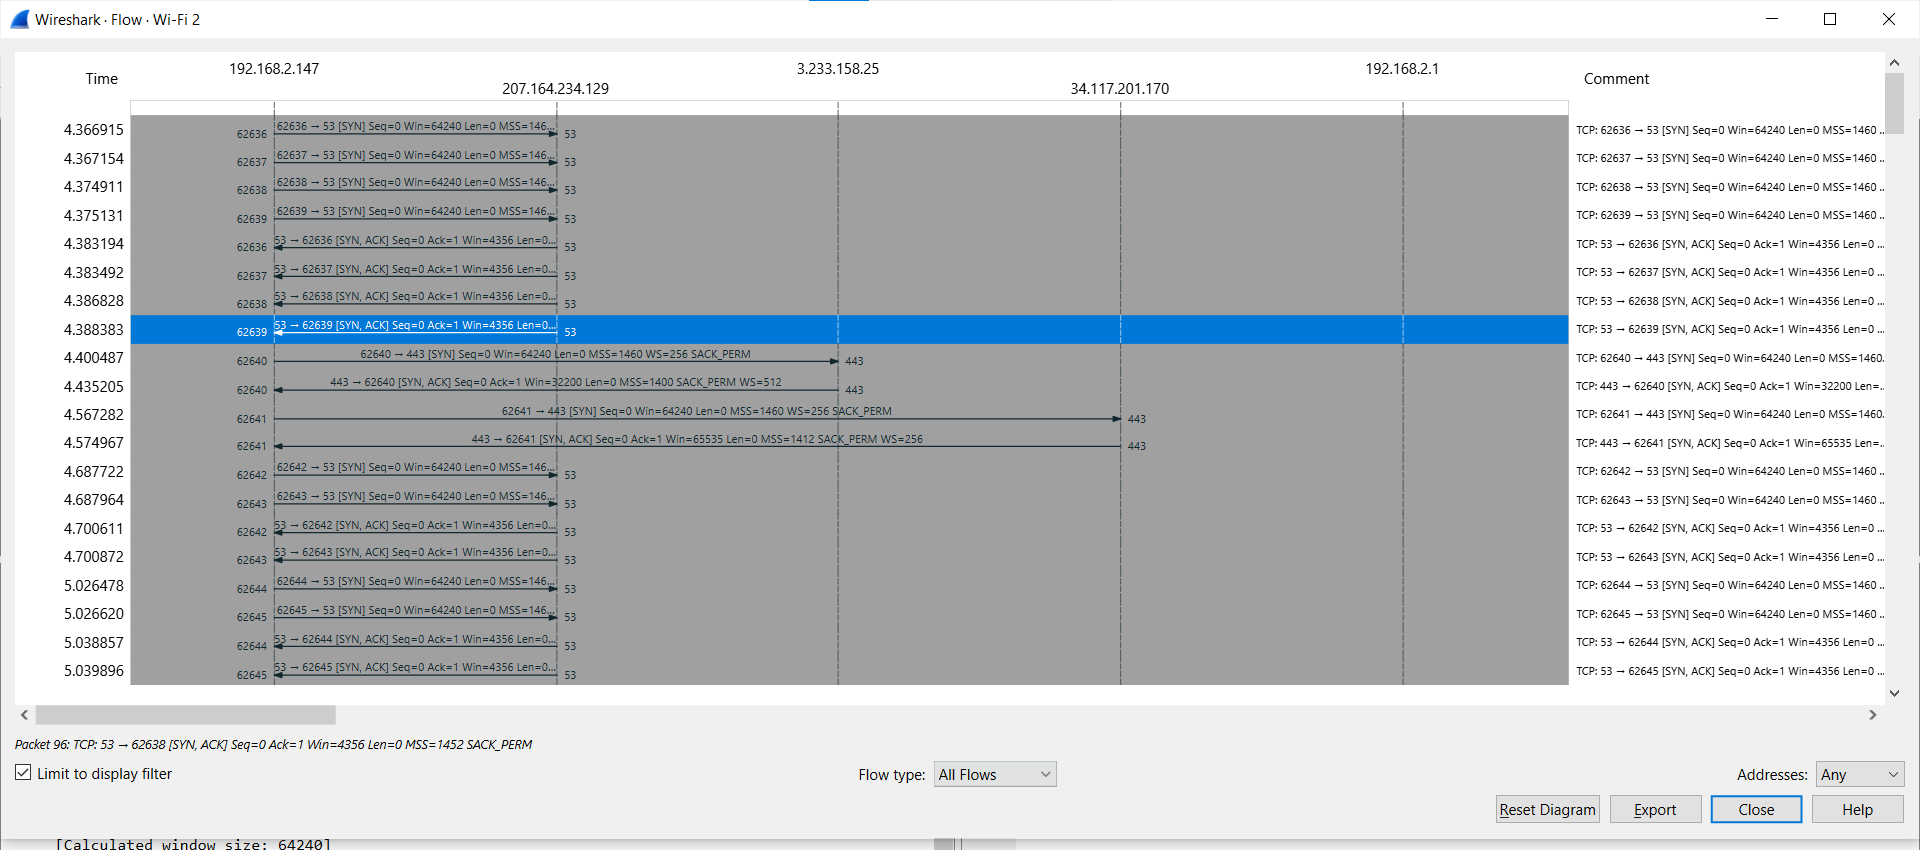 Wireshark · Flow · Wi-Fi 2
Time 192.168.2.147 207.164.234.129 3.233.158.25 34.117.201.170 192.168.2.1 Comment
4.366915 62636 62636 → 53 [SYN] Seq=0 Win=64240 Len=0 MSS=146... 53 TCP: 62636 → 53 [SYN] Seq=0 Win=64240 Len=0 MSS=1460 ...
4.367154 62637 62637 → 53 [SYN] Seq=0 Win=64240 Len=0 MSS=146... 53 TCP: 62637 → 53 [SYN] Seq=0 Win=64240 Len=0 MSS=1460 ...
4.374911 62638 62638 → 53 [SYN] Seq=0 Win=64240 Len=0 MSS=146... 53 TCP: 62638 → 53 [SYN] Seq=0 Win=64240 Len=0 MSS=1460 ...
4.375131 62639 62639 → 53 [SYN] Seq=0 Win=64240 Len=0 MSS=146... 53 TCP: 62639 → 53 [SYN] Seq=0 Win=64240 Len=0 MSS=1460 ...
4.383194 62636 53 → 62636 [SYN, ACK] Seq=0 Ack=1 Win=4356 Len=0... 53 TCP: 53 → 62636 [SYN, ACK] Seq=0 Ack=1 Win=4356 Len=0 ...
4.383492 62637 53 → 62637 [SYN, ACK] Seq=0 Ack=1 Win=4356 Len=0... 53 TCP: 53 → 62637 [SYN, ACK] Seq=0 Ack=1 Win=4356 Len=0 ...
4.386828 62638 53 → 62638 [SYN, ACK] Seq=0 Ack=1 Win=4356 Len=0... 53 TCP: 53 → 62638 [SYN, ACK] Seq=0 Ack=1 Win=4356 Len=0 ...
4.388383 62639 53 → 62639 [SYN, ACK] Seq=0 Ack=1 Win=4356 Len=0... 53 TCP: 53 → 62639 [SYN, ACK] Seq=0 Ack=1 Win=4356 Len=0 ...
4.400487 62640 62640 → 443 [SYN] Seq=0 Win=64240 Len=0 MSS=1460 WS=256 SACK_PERM 443 TCP: 62640 → 443 [SYN] Seq=0 Win=64240 Len=0 MSS=1460...
4.435205 62640 443 → 62640 [SYN, ACK] Seq=0 Ack=1 Win=32200 Len=0 MSS=1400 SACK_PERM WS=512 443 TCP: 443 → 62640 [SYN, ACK] Seq=0 Ack=1 Win=32200 Len=...
4.567282 62641 62641 → 443 [SYN] Seq=0 Win=64240 Len=0 MSS=1460 WS=256 SACK_PERM 443 TCP: 62641 → 443 [SYN] Seq=0 Win=64240 Len=0 MSS=1460...
4.574967 62641 443 → 62641 [SYN, ACK] Seq=0 Ack=1 Win=65535 Len=0 MSS=1412 SACK_PERM WS=256 443 TCP: 443 → 62641 [SYN, ACK] Seq=0 Ack=1 Win=65535 Len=...
4.687722 62642 62642 → 53 [SYN] Seq=0 Win=64240 Len=0 MSS=146... 53 TCP: 62642 → 53 [SYN] Seq=0 Win=64240 Len=0 MSS=1460 ...
4.687964 62643 62643 → 53 [SYN] Seq=0 Win=64240 Len=0 MSS=146... 53 TCP: 62643 → 53 [SYN] Seq=0 Win=64240 Len=0 MSS=1460 ...
4.700611 62642 53 → 62642 [SYN, ACK] Seq=0 Ack=1 Win=4356 Len=0... 53 TCP: 53 → 62642 [SYN, ACK] Seq=0 Ack=1 Win=4356 Len=0 ...
4.700872 62643 53 → 62643 [SYN, ACK] Seq=0 Ack=1 Win=4356 Len=0... 53 TCP: 53 → 62643 [SYN, ACK] Seq=0 Ack=1 Win=4356 Len=0 ...
5.026478 62644 62644 → 53 [SYN] Seq=0 Win=64240 Len=0 MSS=146... 53 TCP: 62644 → 53 [SYN] Seq=0 Win=64240 Len=0 MSS=1460 ...
5.026620 62645 62645 → 53 [SYN] Seq=0 Win=64240 Len=0 MSS=146... 53 TCP: 62645 → 53 [SYN] Seq=0 Win=64240 Len=0 MSS=1460 ...
5.038857 62644 53 → 62644 [SYN, ACK] Seq=0 Ack=1 Win=4356 Len=0... 53 TCP: 53 → 62644 [SYN, ACK] Seq=0 Ack=1 Win=4356 Len=0 ...
5.039896 62645 53 → 62645 [SYN, ACK] Seq=0 Ack=1 Win=4356 Len=0... 53 TCP: 53 → 62645 [SYN, ACK] Seq=0 Ack=1 Win=4356 Len=0 ...
Packet 96: TCP: 53 → 62638 [SYN, ACK] Seq=0 Ack=1 Win=4356 Len=0 MSS=1452 SACK_PERM
Limit to display filter Flow type: All Flows Addresses: Any
Reset Diagram Export Close Help
[Calculated window size: 64240]